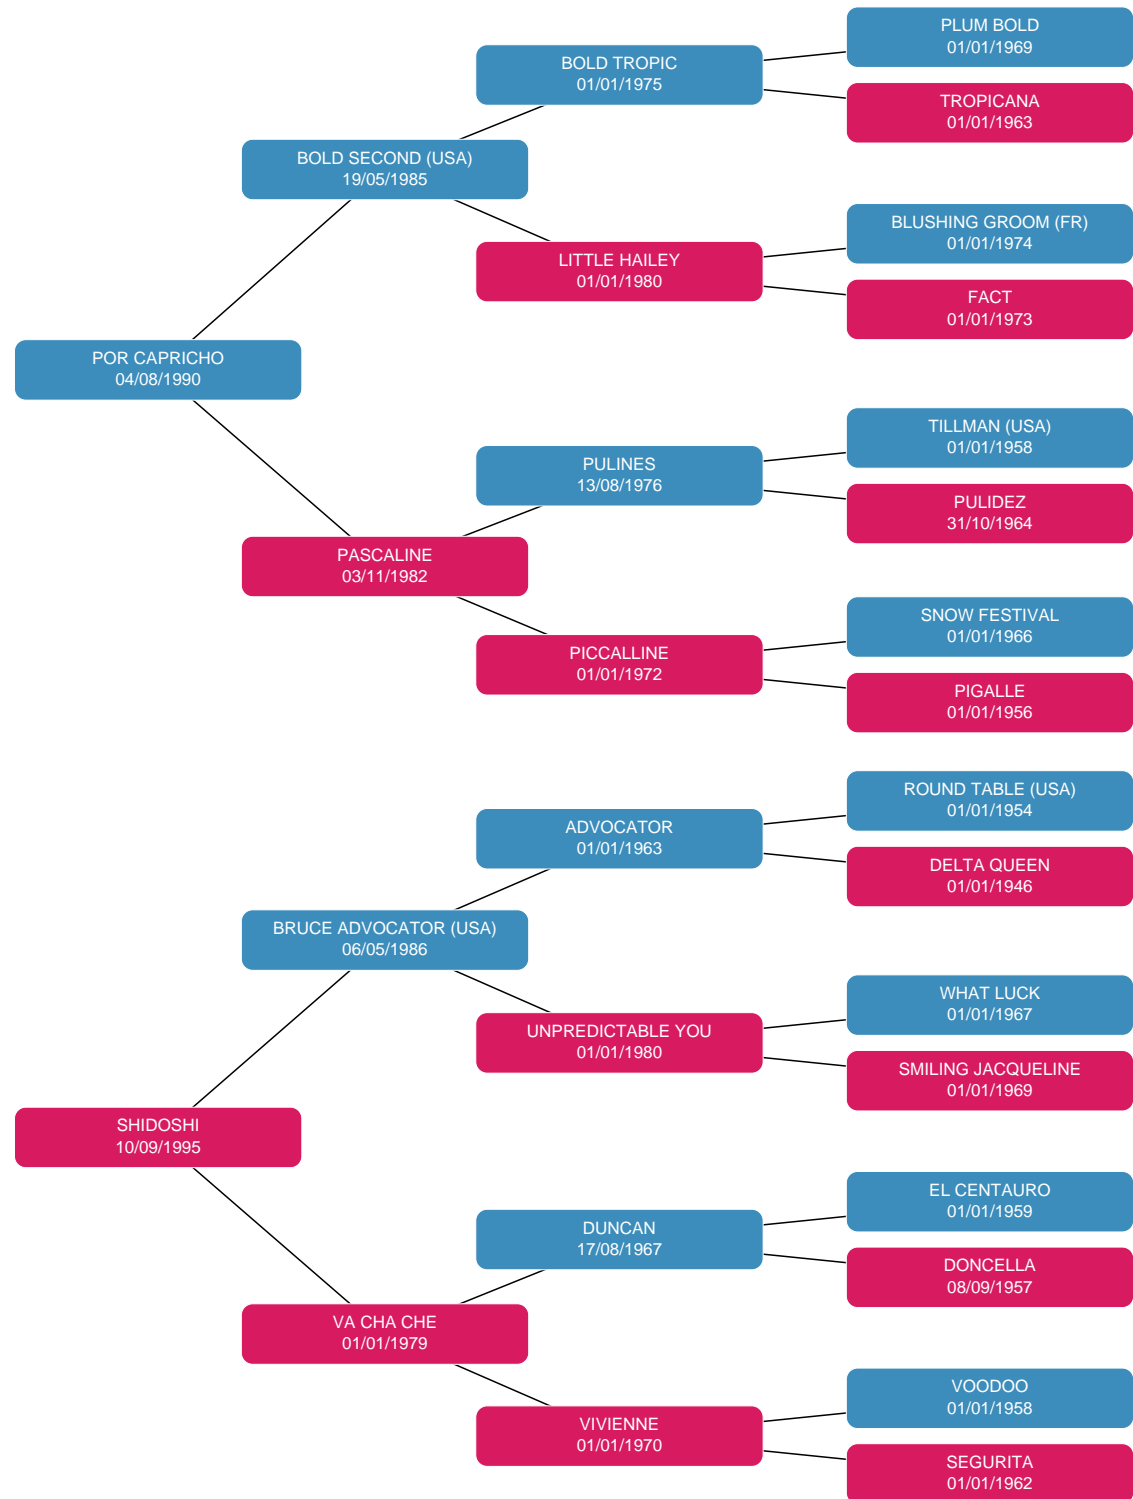 PLUM BOLD
01/01/1969
BOLD TROPIC
01/01/1975
TROPICANA
01/01/1963
BOLD SECOND (USA)
19/05/1985
BLUSHING GROOM (FR)
01/01/1974
LITTLE HAILEY
01/01/1980
FACT
01/01/1973
POR CAPRICHO
04/08/1990
TILLMAN (USA)
01/01/1958
PULINES
13/08/1976
PULIDEZ
31/10/1964
PASCALINE
03/11/1982
SNOW FESTIVAL
01/01/1966
PICCALLINE
01/01/1972
PIGALLE
01/01/1956
ROUND TABLE (USA)
01/01/1954
ADVOCATOR
01/01/1963
DELTA QUEEN
01/01/1946
BRUCE ADVOCATOR (USA)
06/05/1986
WHAT LUCK
01/01/1967
UNPREDICTABLE YOU
01/01/1980
SMILING JACQUELINE
01/01/1969
SHIDOSHI
10/09/1995
EL CENTAURO
01/01/1959
DUNCAN
17/08/1967
DONCELLA
08/09/1957
VA CHA CHE
01/01/1979
VOODOO
01/01/1958
VIVIENNE
01/01/1970
SEGURITA
01/01/1962